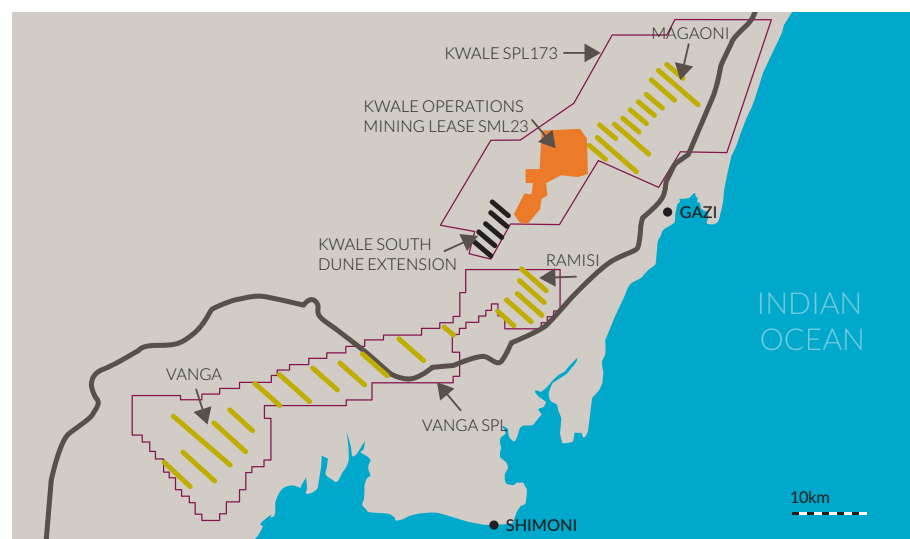 MAGAONI
KWALE SPL173
KWALE OPERATIONS
MINING LEASE SML23
GAZI
KWALE SOUTH
DUNE EXTENSION
RAMISI
INDIAN
OCEAN
VANGA
VANGA SPL
10km
SHIMONI